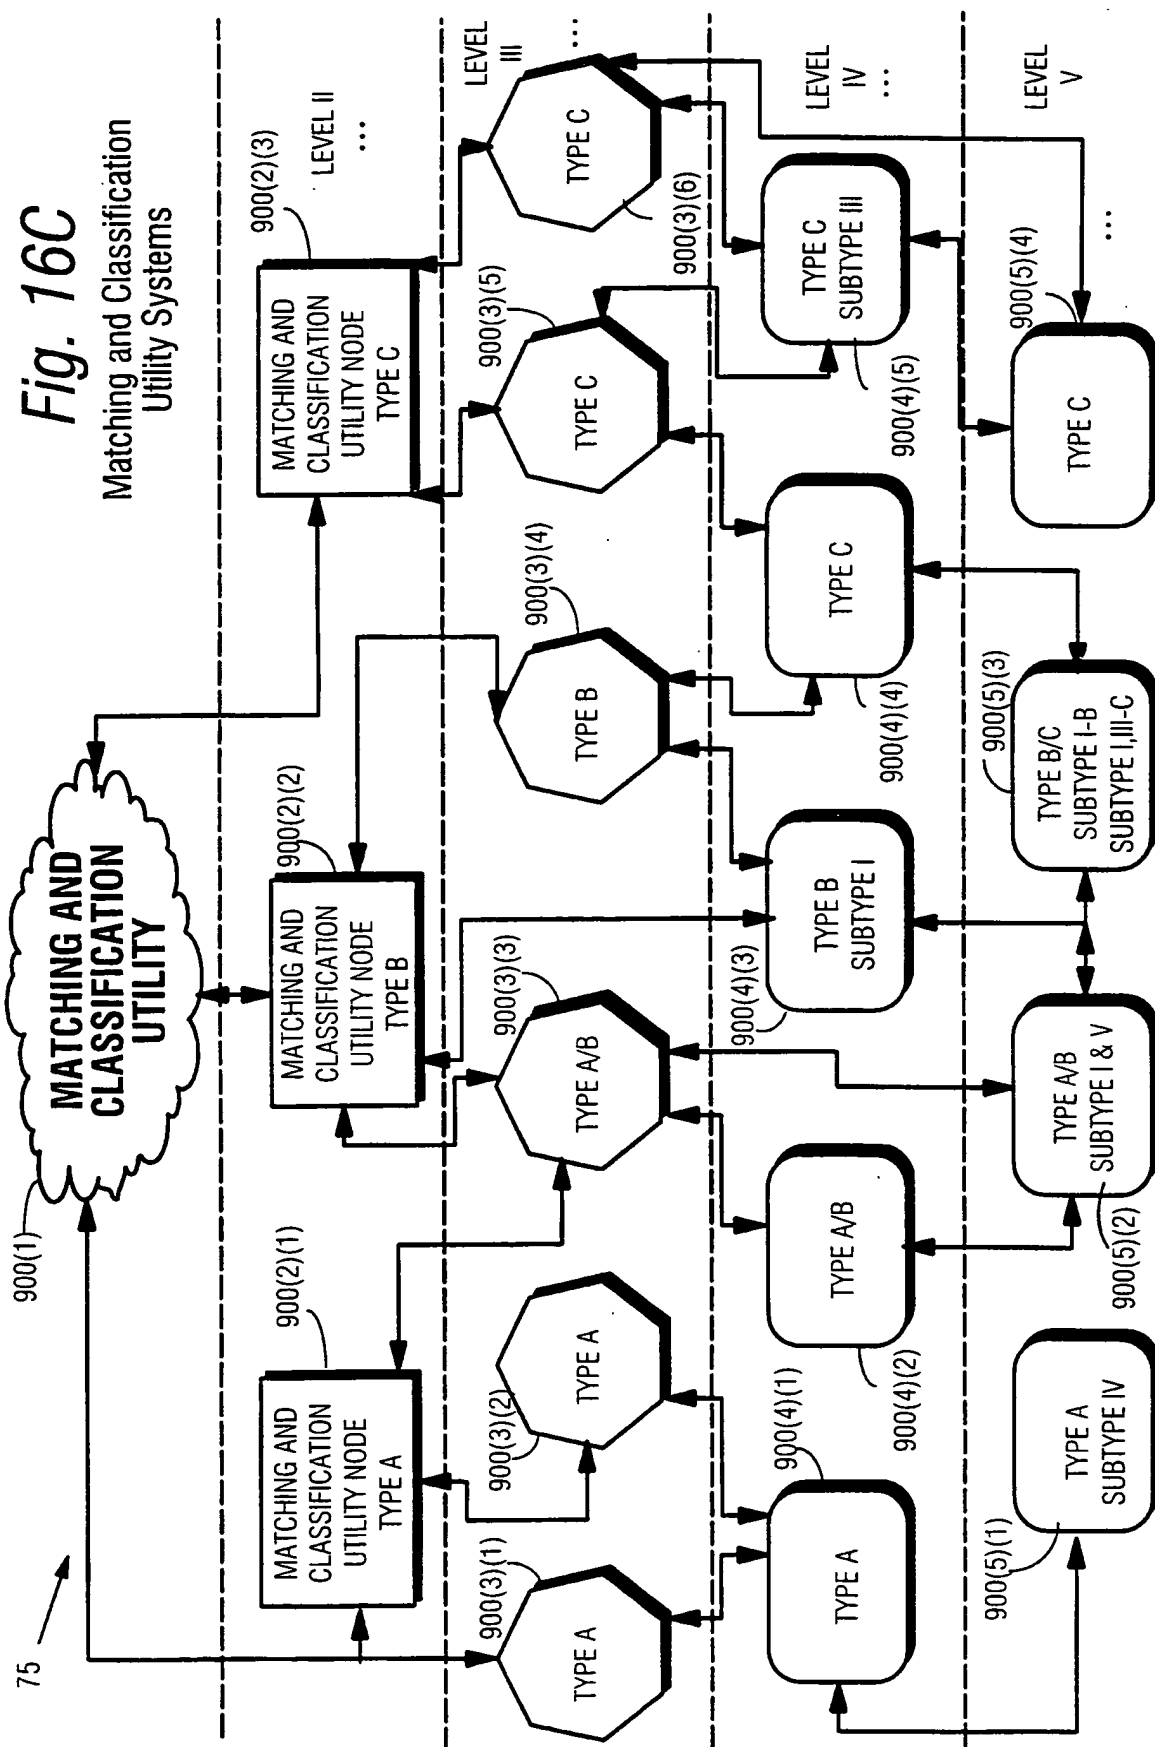 Fig. 16C
Matching and Classification
Utility Systems
75
900(1)
MATCHING AND
CLASSIFICATION
UTILITY
LEVEL II
...
900(2)(1)
MATCHING AND
CLASSIFICATION
UTILITY NODE
TYPE A
900(2)(2)
MATCHING AND
CLASSIFICATION
UTILITY NODE
TYPE B
900(2)(3)
MATCHING AND
CLASSIFICATION
UTILITY NODE
TYPE C
LEVEL
III
...
900(3)(1)
TYPE A
900(3)(2)
TYPE A
900(3)(3)
TYPE A/B
900(3)(4)
TYPE B
900(3)(5)
TYPE C
900(3)(6)
TYPE C
LEVEL
IV
...
900(4)(1)
TYPE A
900(4)(2)
TYPE A/B
900(4)(3)
TYPE B
SUBTYPE I
900(4)(4)
TYPE C
900(4)(5)
TYPE C
SUBTYPE III
LEVEL
V
...
900(5)(1)
TYPE A
SUBTYPE IV
900(5)(2)
TYPE A/B
SUBTYPE I & V
900(5)(3)
TYPE B/C
SUBTYPE I-B
SUBTYPE I,III-C
900(5)(4)
TYPE C